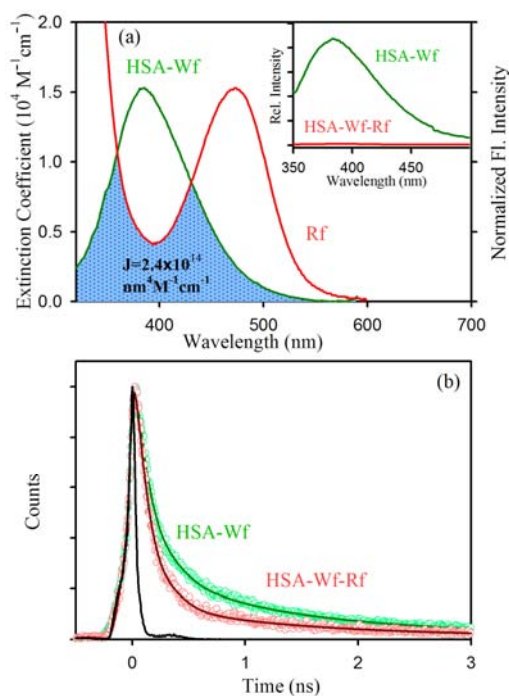 (a)
HSA-Wf
Rf
J=2.4x10¹⁴
nm⁴M⁻¹cm⁻¹
Extinction Coefficient (10⁴ M⁻¹ cm⁻¹)
2.0
1.5
1.0
0.5
0.0
400
500
600
700
Wavelength (nm)
Normalized Fl. Intensity
HSA-Wf
HSA-Wf-Rf
Rel. Intensity
350
400
450
Wavelength (nm)
(b)
HSA-Wf
HSA-Wf-Rf
Counts
0
1
2
3
Time (ns)